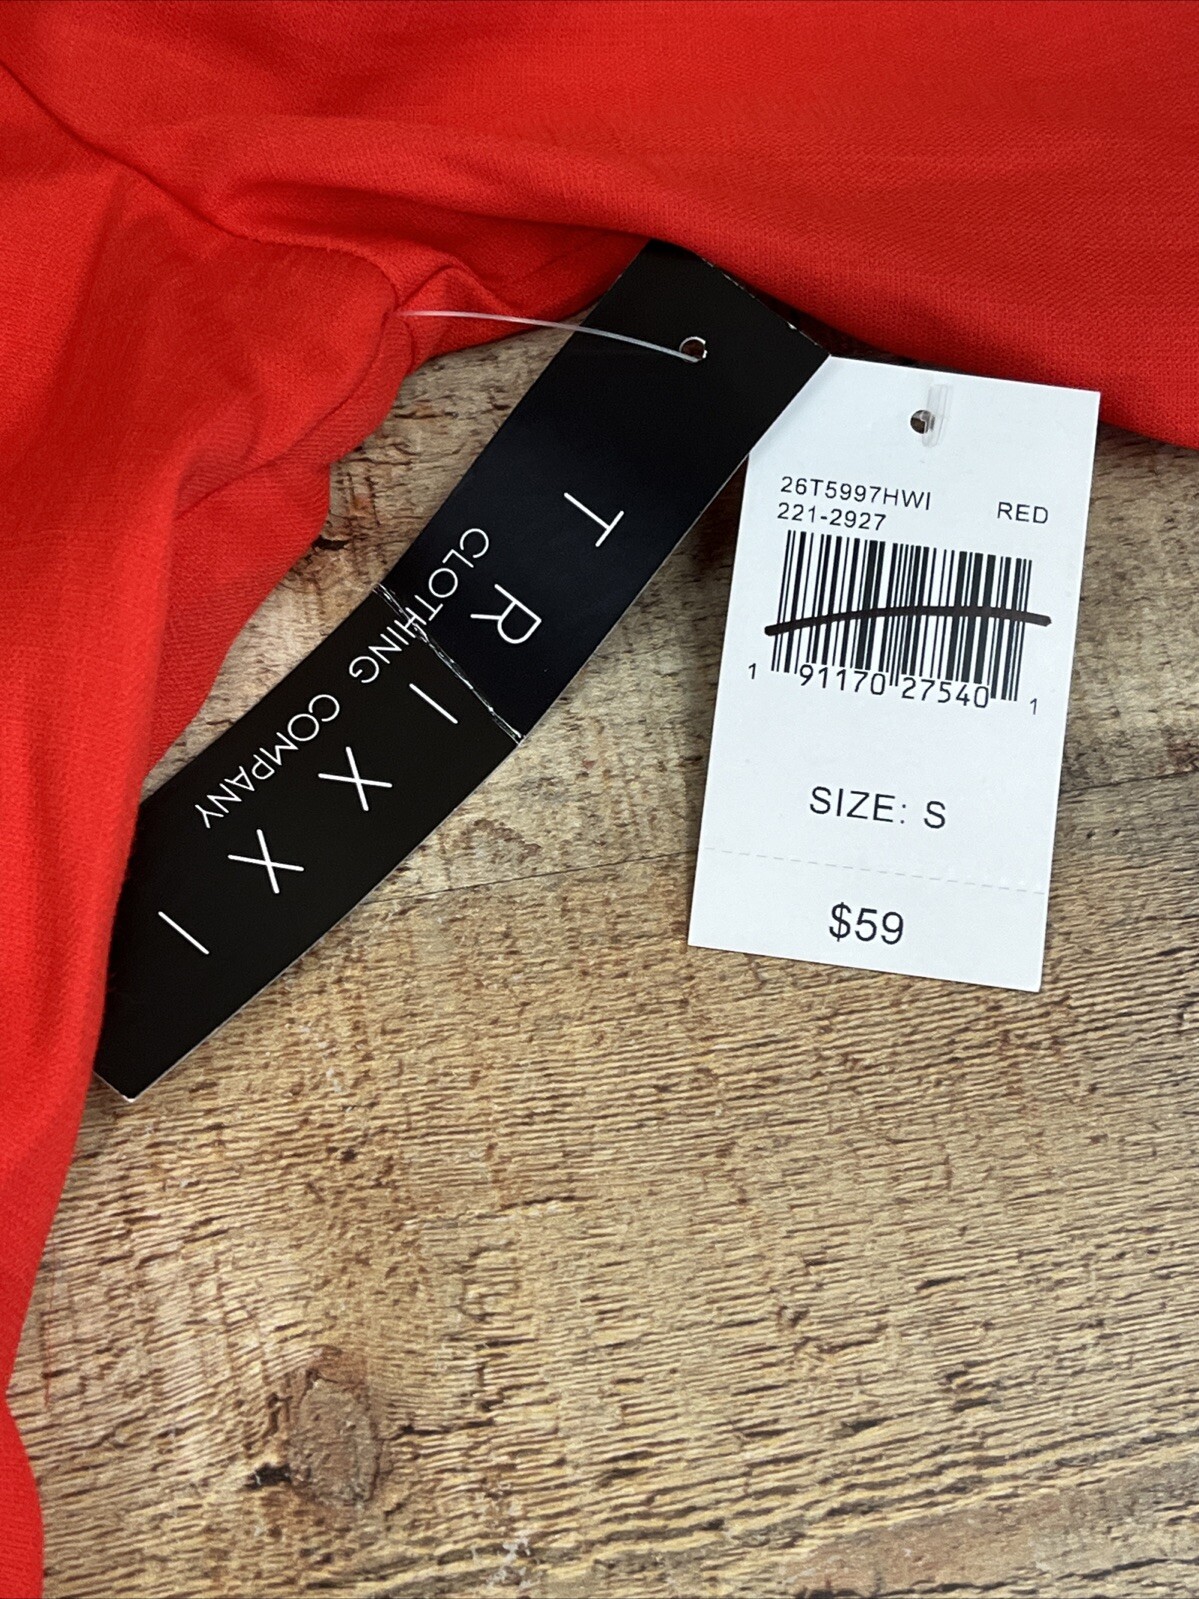 T R I X X I
CLOTHING COMPANY
26T5997HWI RED
221-2927
1 91170 27540 1
SIZE: S
$59